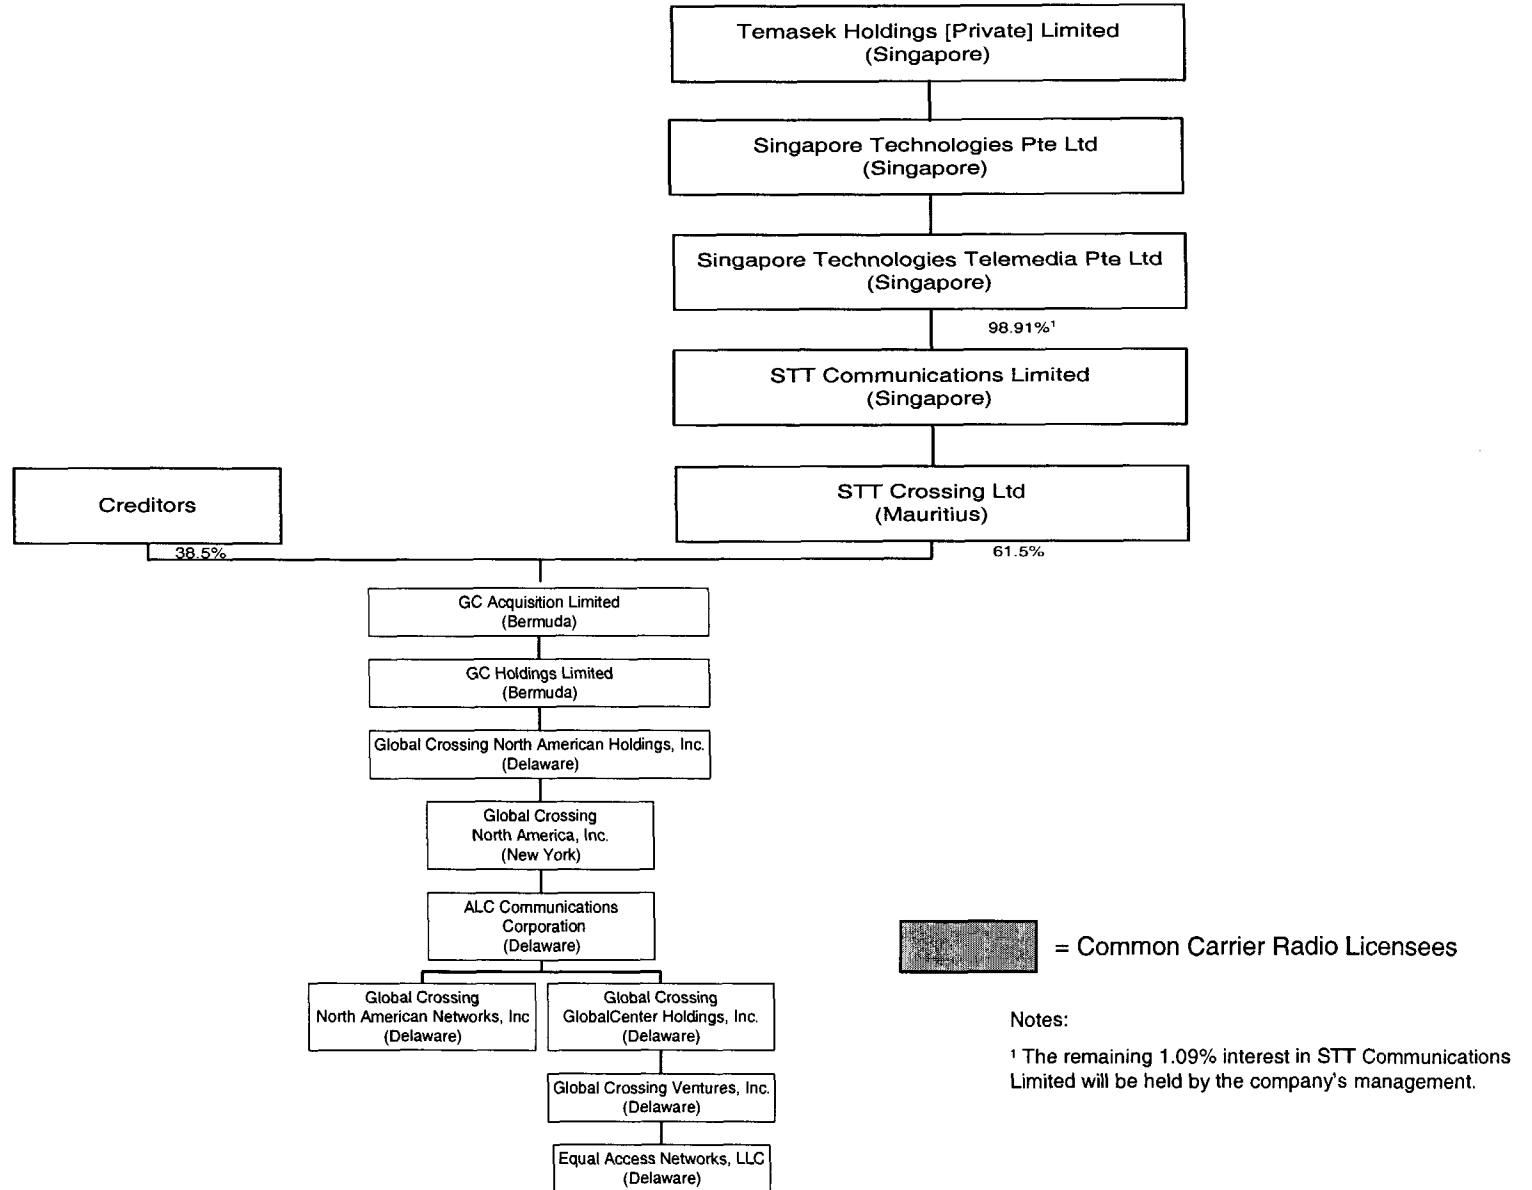 Temasek Holdings [Private] Limited
(Singapore)
Singapore Technologies Pte Ltd
(Singapore)
Singapore Technologies Telemedia Pte Ltd
(Singapore)
98.91%¹
STT Communications Limited
(Singapore)
Creditors
STT Crossing Ltd
(Mauritius)
38.5%
61.5%
GC Acquisition Limited
(Bermuda)
GC Holdings Limited
(Bermuda)
Global Crossing North American Holdings, Inc.
(Delaware)
Global Crossing
North America, Inc.
(New York)
ALC Communications
Corporation
(Delaware)
Global Crossing
North American Networks, Inc
(Delaware)
Global Crossing
GlobalCenter Holdings, Inc.
(Delaware)
Global Crossing Ventures, Inc.
(Delaware)
Equal Access Networks, LLC
(Delaware)
= Common Carrier Radio Licensees
Notes:
¹ The remaining 1.09% interest in STT Communications
Limited will be held by the company's management.